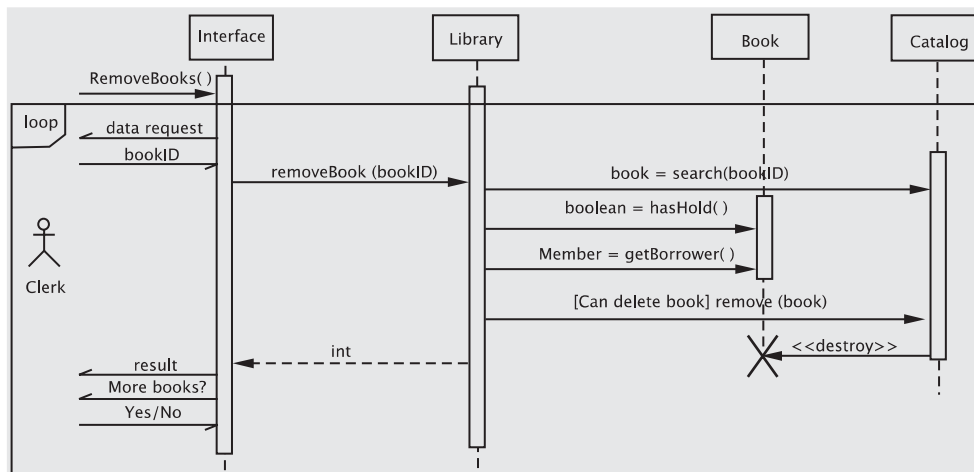 Interface
Library
Book
Catalog
RemoveBooks( )
loop
data request
bookID
removeBook (bookID)
book = search(bookID)
boolean = hasHold( )
Member = getBorrower( )
Clerk
[Can delete book] remove (book)
int
<<destroy>>
result
More books?
Yes/No